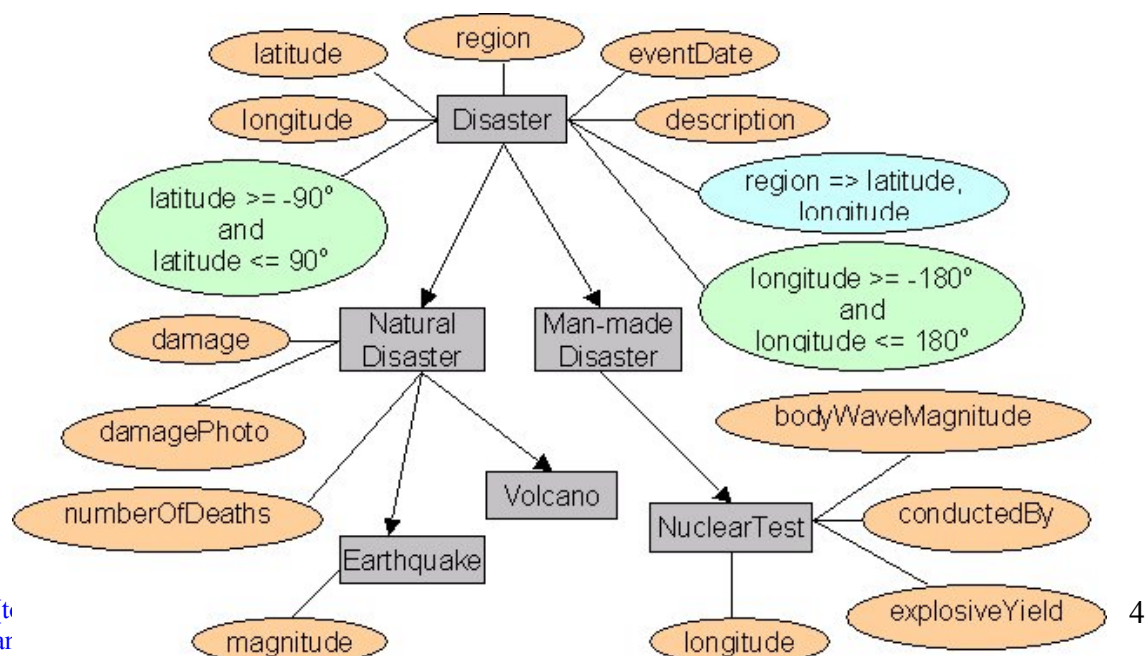 region
latitude
eventDate
longitude
Disaster
description
latitude >= -90°
and
latitude <= 90°
region => latitude,
longitude
longitude >= -180°
and
longitude <= 180°
Natural
Disaster
Man-made
Disaster
damage
damagePhoto
bodyWaveMagnitude
Volcano
numberOfDeaths
NuclearTest
conductedBy
Earthquake
explosiveYield
4
magnitude
longitude